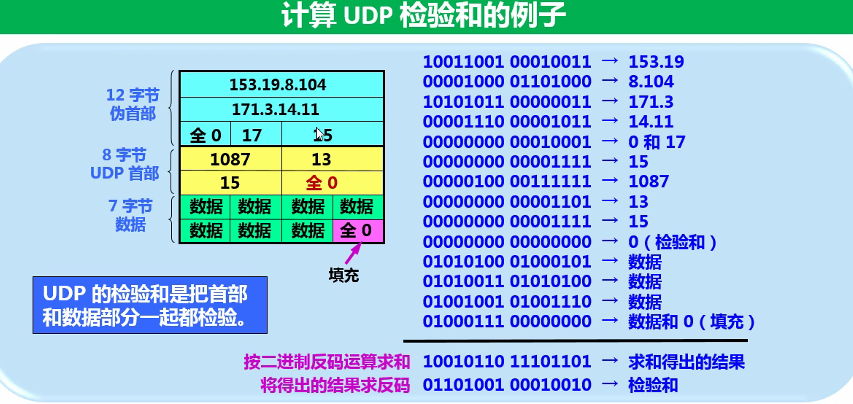 计算 UDP 检验和的例子
12 字节
伪首部
153.19.8.104
171.3.14.11
全 0 17 15
8 字节
UDP 首部
1087 13
15 全 0
7 字节
数据
数据 数据 数据 数据
数据 数据 数据 全 0
填充
UDP 的检验和是把首部
和数据部分一起都检验。
10011001 00010011 → 153.19
00001000 01101000 → 8.104
10101011 00000011 → 171.3
00001110 00001011 → 14.11
00000000 00010001 → 0 和 17
00000000 00001111 → 15
00000100 00111111 → 1087
00000000 00001101 → 13
00000000 00001111 → 15
00000000 00000000 → 0（检验和）
01010100 01000101 → 数据
01010011 01010100 → 数据
01001001 01001110 → 数据
01000111 00000000 → 数据和 0（填充）
按二进制反码运算求和 10010110 11101101 → 求和得出的结果
将得出的结果求反码 01101001 00010010 → 检验和